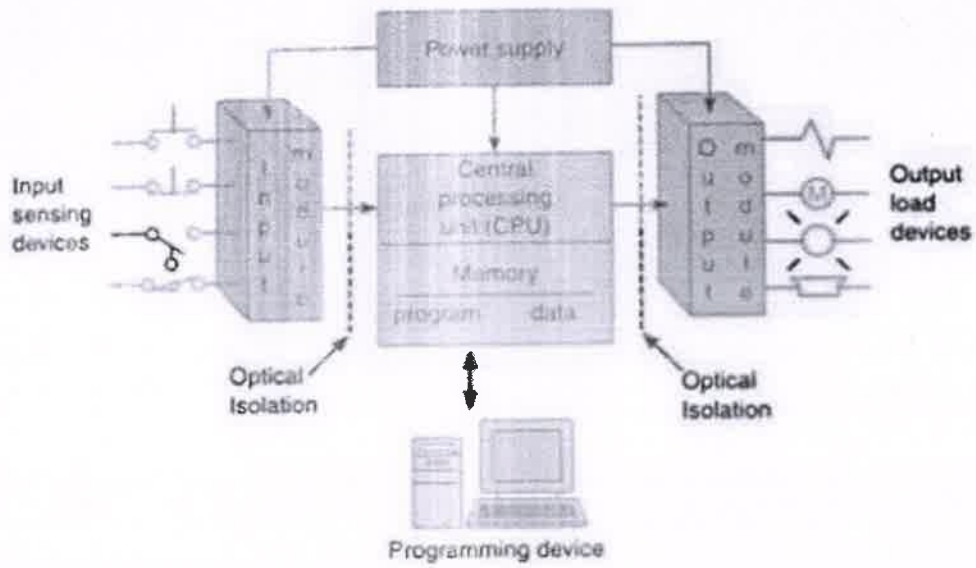 Power supply
Input
sensing
devices
Input
module
Central
processing
unit (CPU)
Memory
program data
Output
module
M
Output
load
devices
Optical
Isolation
Optical
Isolation
Programming device